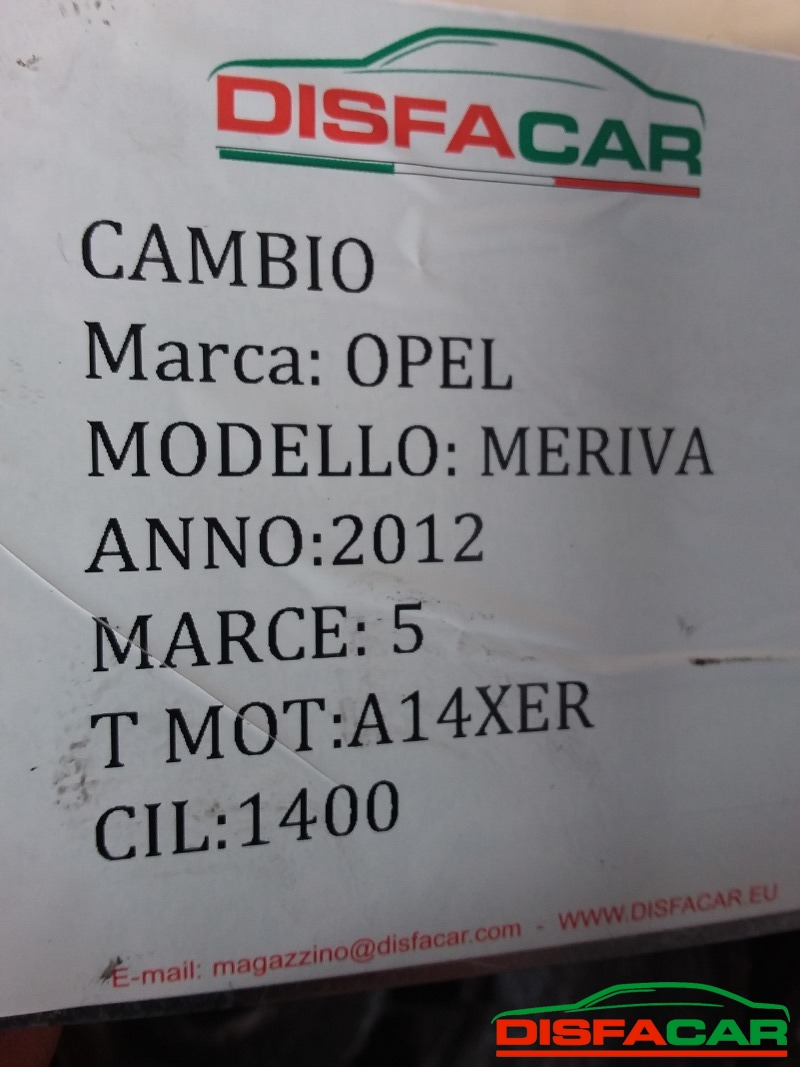 DISFACAR
CAMBIO
Marca: OPEL
MODELLO: MERIVA
ANNO:2012
MARCE: 5
T MOT:A14XER
CIL:1400
E-mail: magazzino@disfacar.com - WWW.DISFACAR.EU
DISFACAR